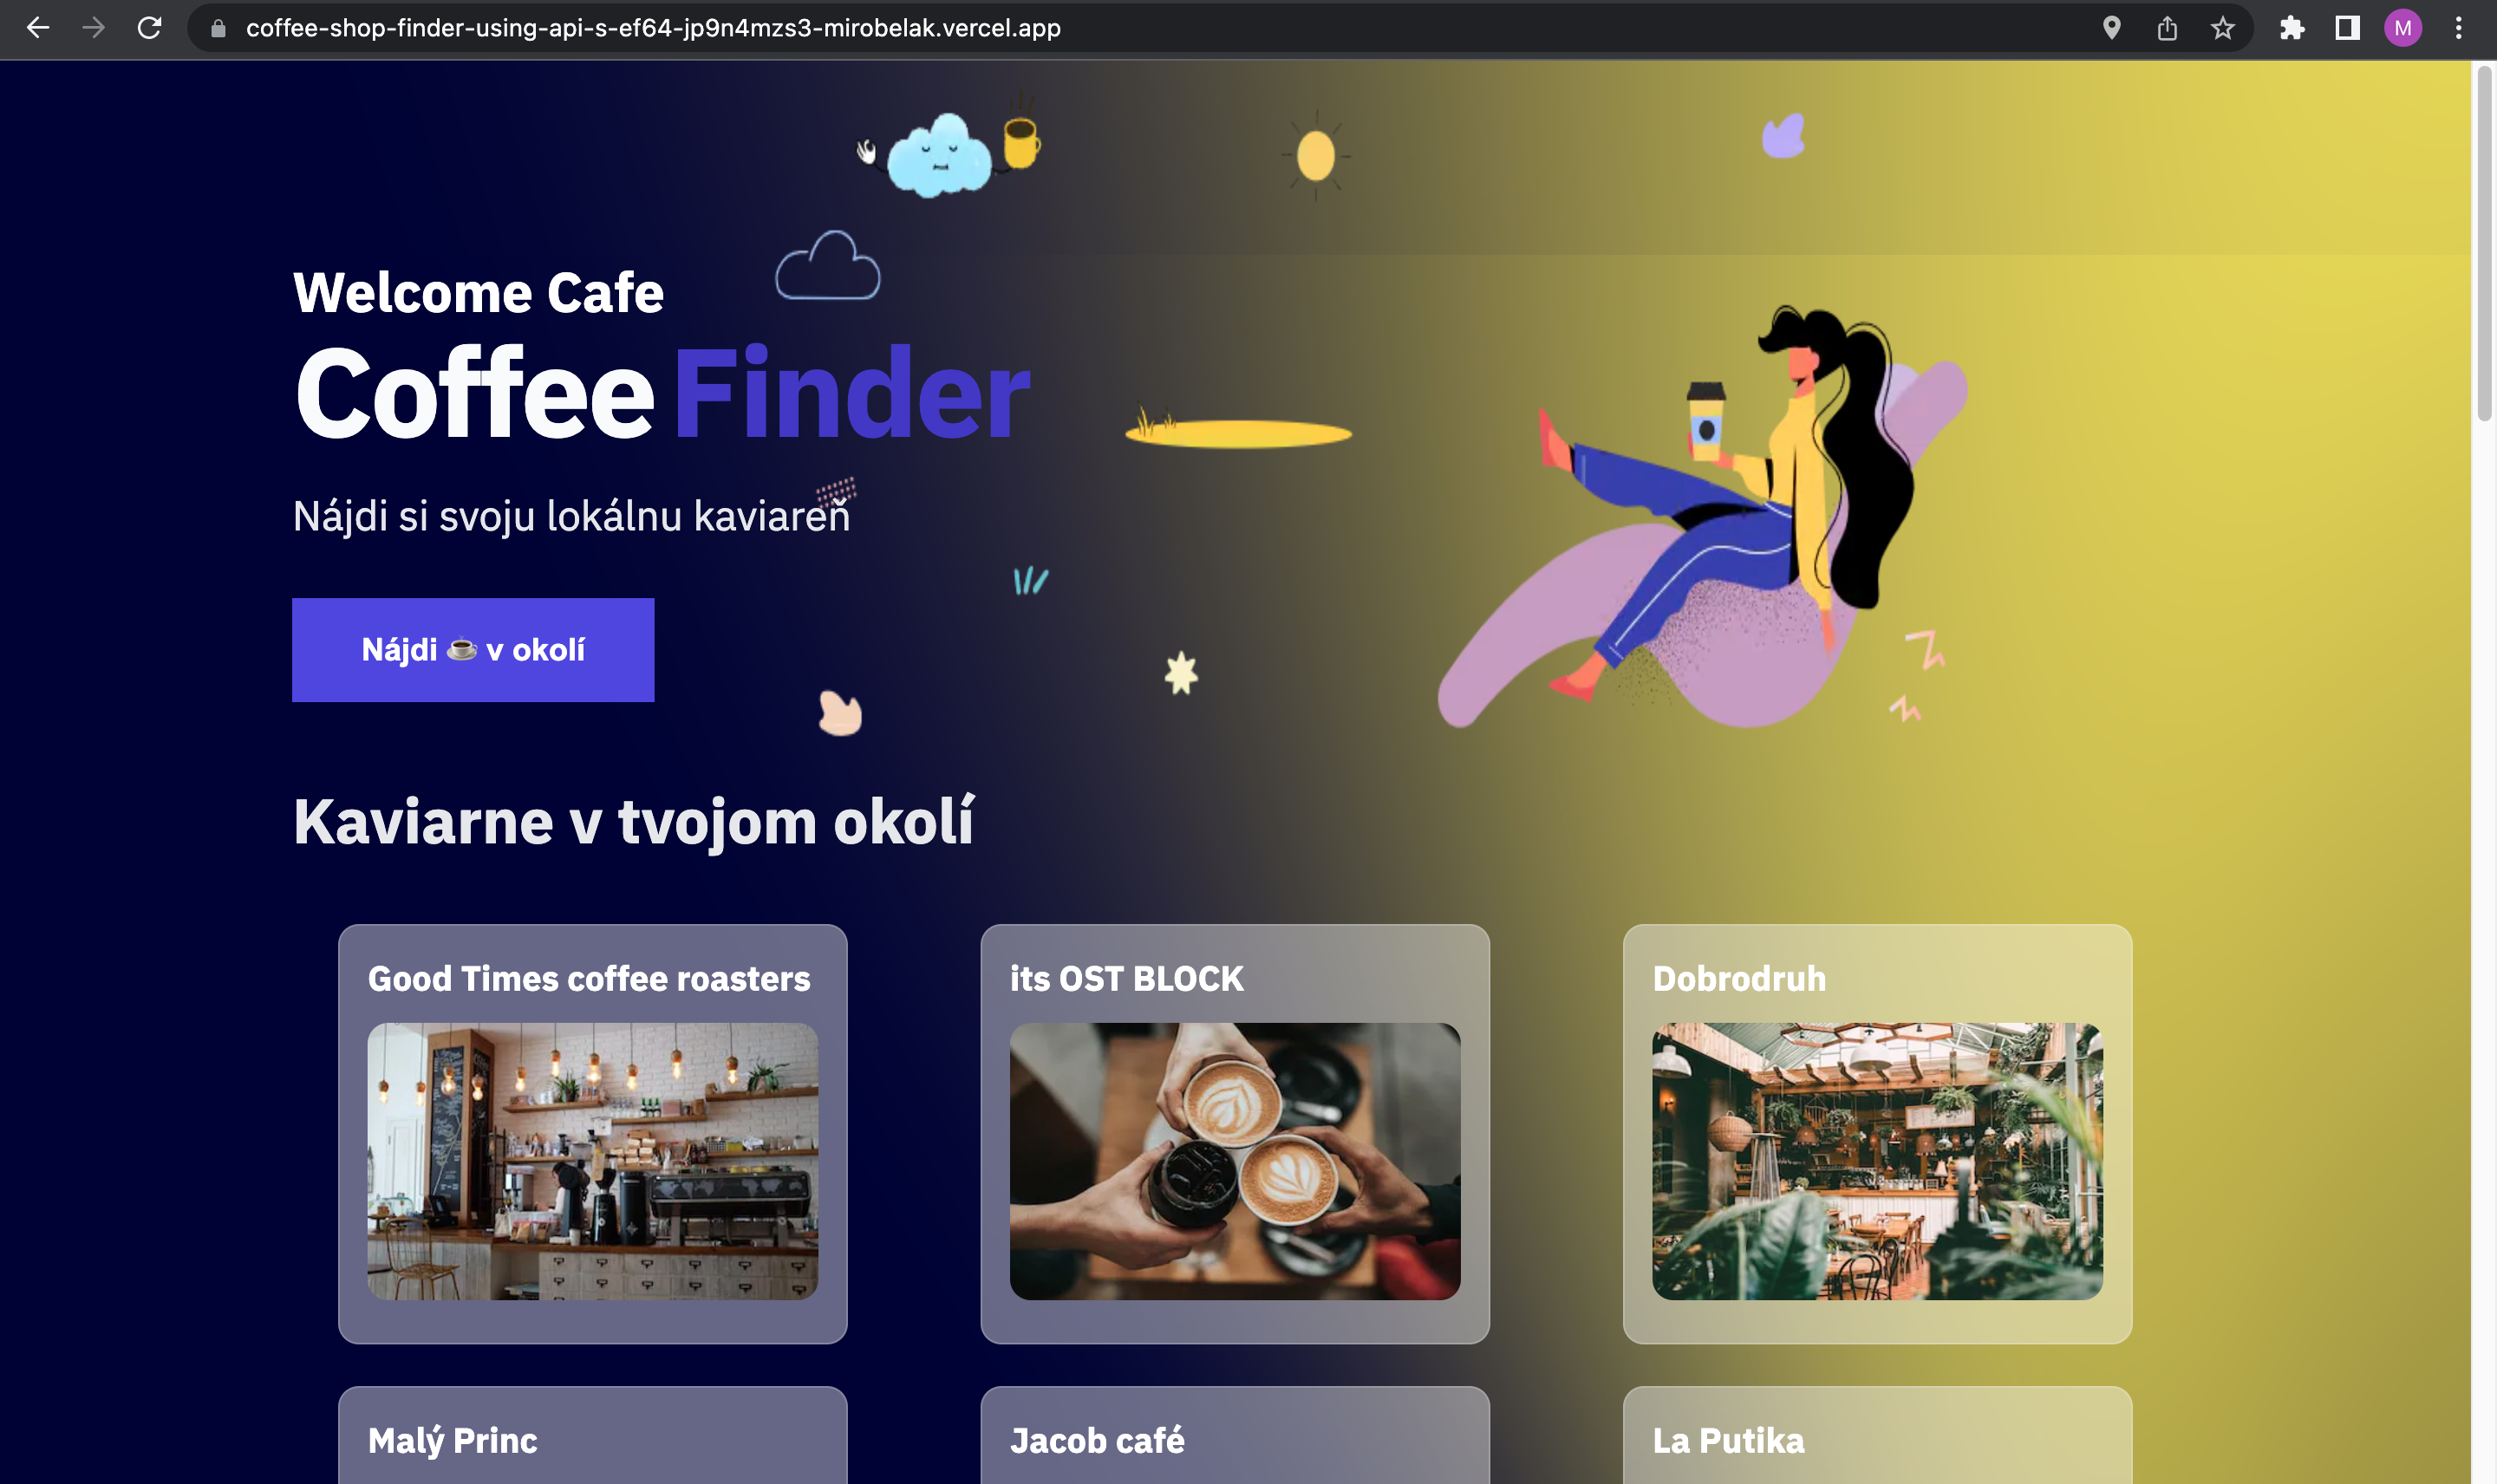 coffee-shop-finder-using-api-s-ef64-jp9n4mzs3-mirobelak.vercel.app
M
Welcome Cafe
Coffee Finder
Nájdi si svoju lokálnu kaviareň
Nájdi ☕ v okolí
Kaviarne v tvojom okolí
Good Times coffee roasters
its OST BLOCK
Dobrodruh
Malý Princ
Jacob café
La Putika